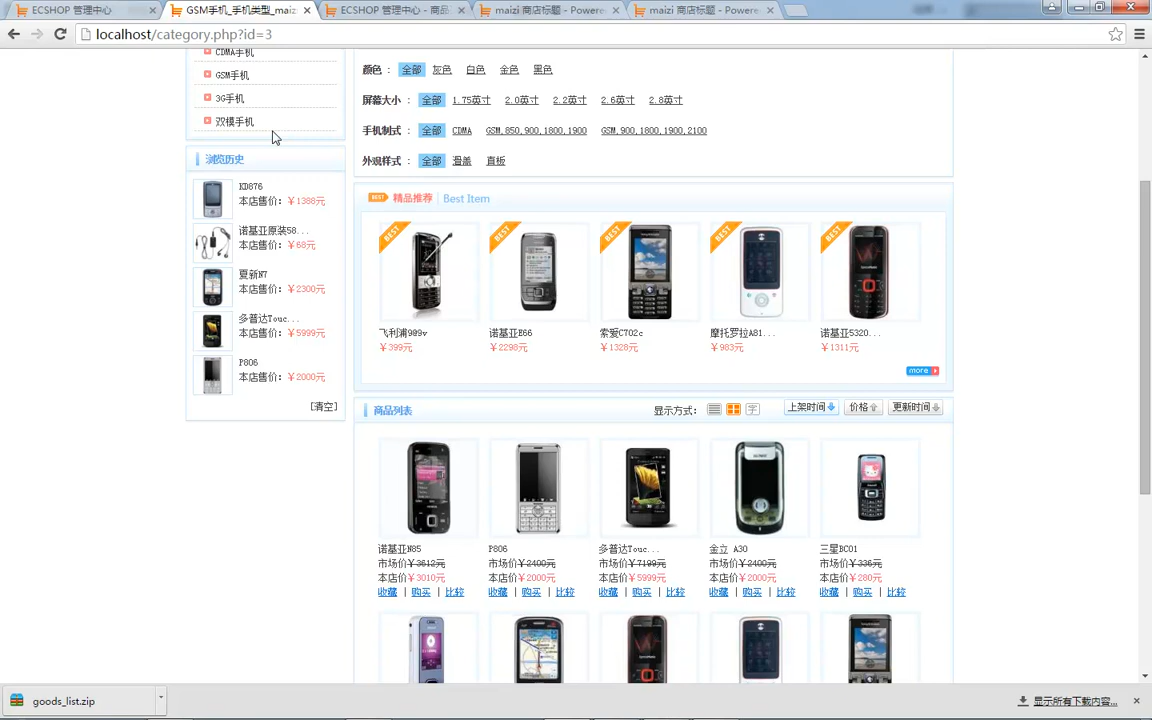 ECSHOP 管理中心
GSM手机_手机类型_maiz
ECSHOP 管理中心 - 商品
maizi 商店标题 - Powere
maizi 商店标题 - Powere
localhost/category.php?id=3
CDMA手机
GSM手机
3G手机
双模手机
浏览历史
KD876
本店售价：￥1388元
诺基亚原装58...
本店售价：￥68元
夏新N7
本店售价：￥2300元
多普达Touc...
本店售价：￥5999元
P806
本店售价：￥2000元
[清空]
颜色： 全部 灰色 白色 金色 黑色
屏幕大小： 全部 1.75英寸 2.0英寸 2.2英寸 2.6英寸 2.8英寸
手机制式： 全部 CDMA GSM,850,900,1800,1900 GSM,900,1800,1900,2100
外观样式： 全部 滑盖 直板
BEST 精品推荐 Best Item
BEST BEST BEST BEST BEST
飞利浦9@9v 诺基亚E66 索爱C702c 摩托罗拉A81... 诺基亚5320...
￥399元 ￥2298元 ￥1328元 ￥983元 ￥1311元
more
商品列表 显示方式： 字 上架时间 价格 更新时间
诺基亚N85 P806 多普达Touc... 金立 A30 三星BC01
市场价￥3612元 市场价￥2400元 市场价￥7199元 市场价￥2400元 市场价￥336元
本店价￥3010元 本店价￥2000元 本店价￥5999元 本店价￥2000元 本店价￥280元
收藏 | 购买 | 比较 收藏 | 购买 | 比较 收藏 | 购买 | 比较 收藏 | 购买 | 比较 收藏 | 购买 | 比较
goods_list.zip
显示所有下载内容...